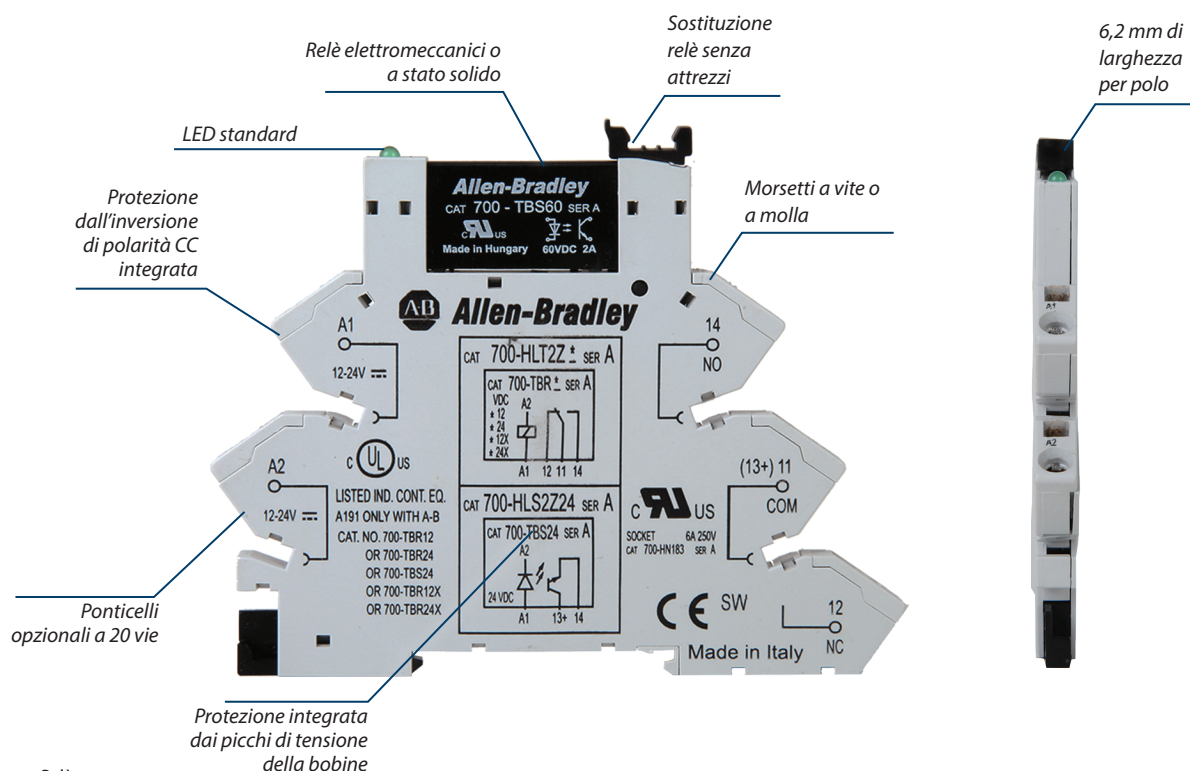 Sostituzione
relè senza
attrezzi
6,2 mm di
larghezza
per polo
Relè elettromeccanici o
a stato solido
LED standard
Protezione
dall'inversione
di polarità CC
integrata
Morsetti a vite o
a molla
Allen-Bradley
CAT 700 - TBS60 SER A
c RU US
Made in Hungary 60VDC 2A
A-B Allen-Bradley
A1
12-24V
14
NO
CAT 700-HLT2Z ± SER A
CAT 700-TBR ± SER A
VDC
* 12
* 24
* 12X
* 24X
A2
A1 12 11 14
A2
12-24V
C UL US
LISTED IND. CONT. EQ.
A191 ONLY WITH A-B
CAT. NO. 700-TBR12
OR 700-TBR24
OR 700-TBS24
OR 700-TBR12X
OR 700-TBR24X
CAT 700-HLS2Z24 SER A
CAT 700-TBS24 SER A
A2
24 VDC
A1 13+ 14
(13+) 11
COM
C RU US
SOCKET 6A 250V
CAT 700-HN183 SER A
CE SW
12
NC
Made in Italy
A1
A2
Ponticelli
opzionali a 20 vie
Protezione integrata
dai picchi di tensione
della bobine